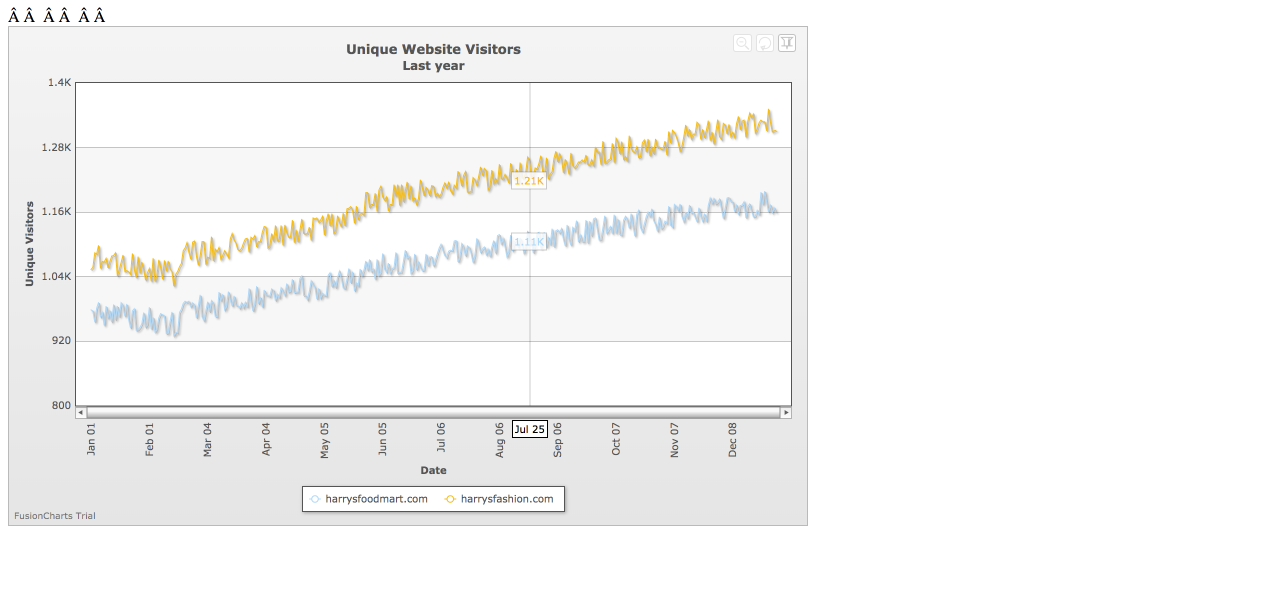 Â Â  Â Â  Â Â
Unique Website Visitors
Last year
1.4K
1.28K
1.16K
1.04K
920
800
Unique Visitors
1.21K
1.11K
Jan 01
Feb 01
Mar 04
Apr 04
May 05
Jun 05
Jul 06
Aug 06
Jul 25
Sep 06
Oct 07
Nov 07
Dec 08
Date
harrysfoodmart.com harrysfashion.com
FusionCharts Trial